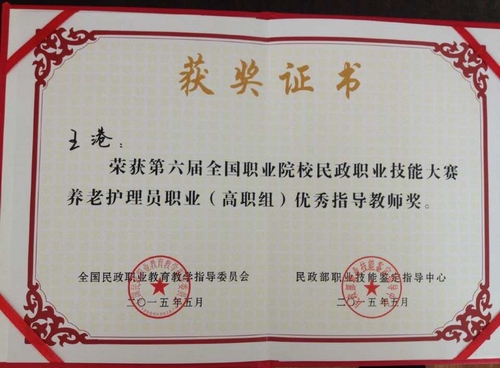 获奖证书
王港：
荣获第六届全国职业院校民政职业技能大赛
养老护理员职业（高职组）优秀指导教师奖。
全国民政职业教育教学指导委员会
二〇一五年五月
民政部职业技能鉴定指导中心
二〇一五年五月